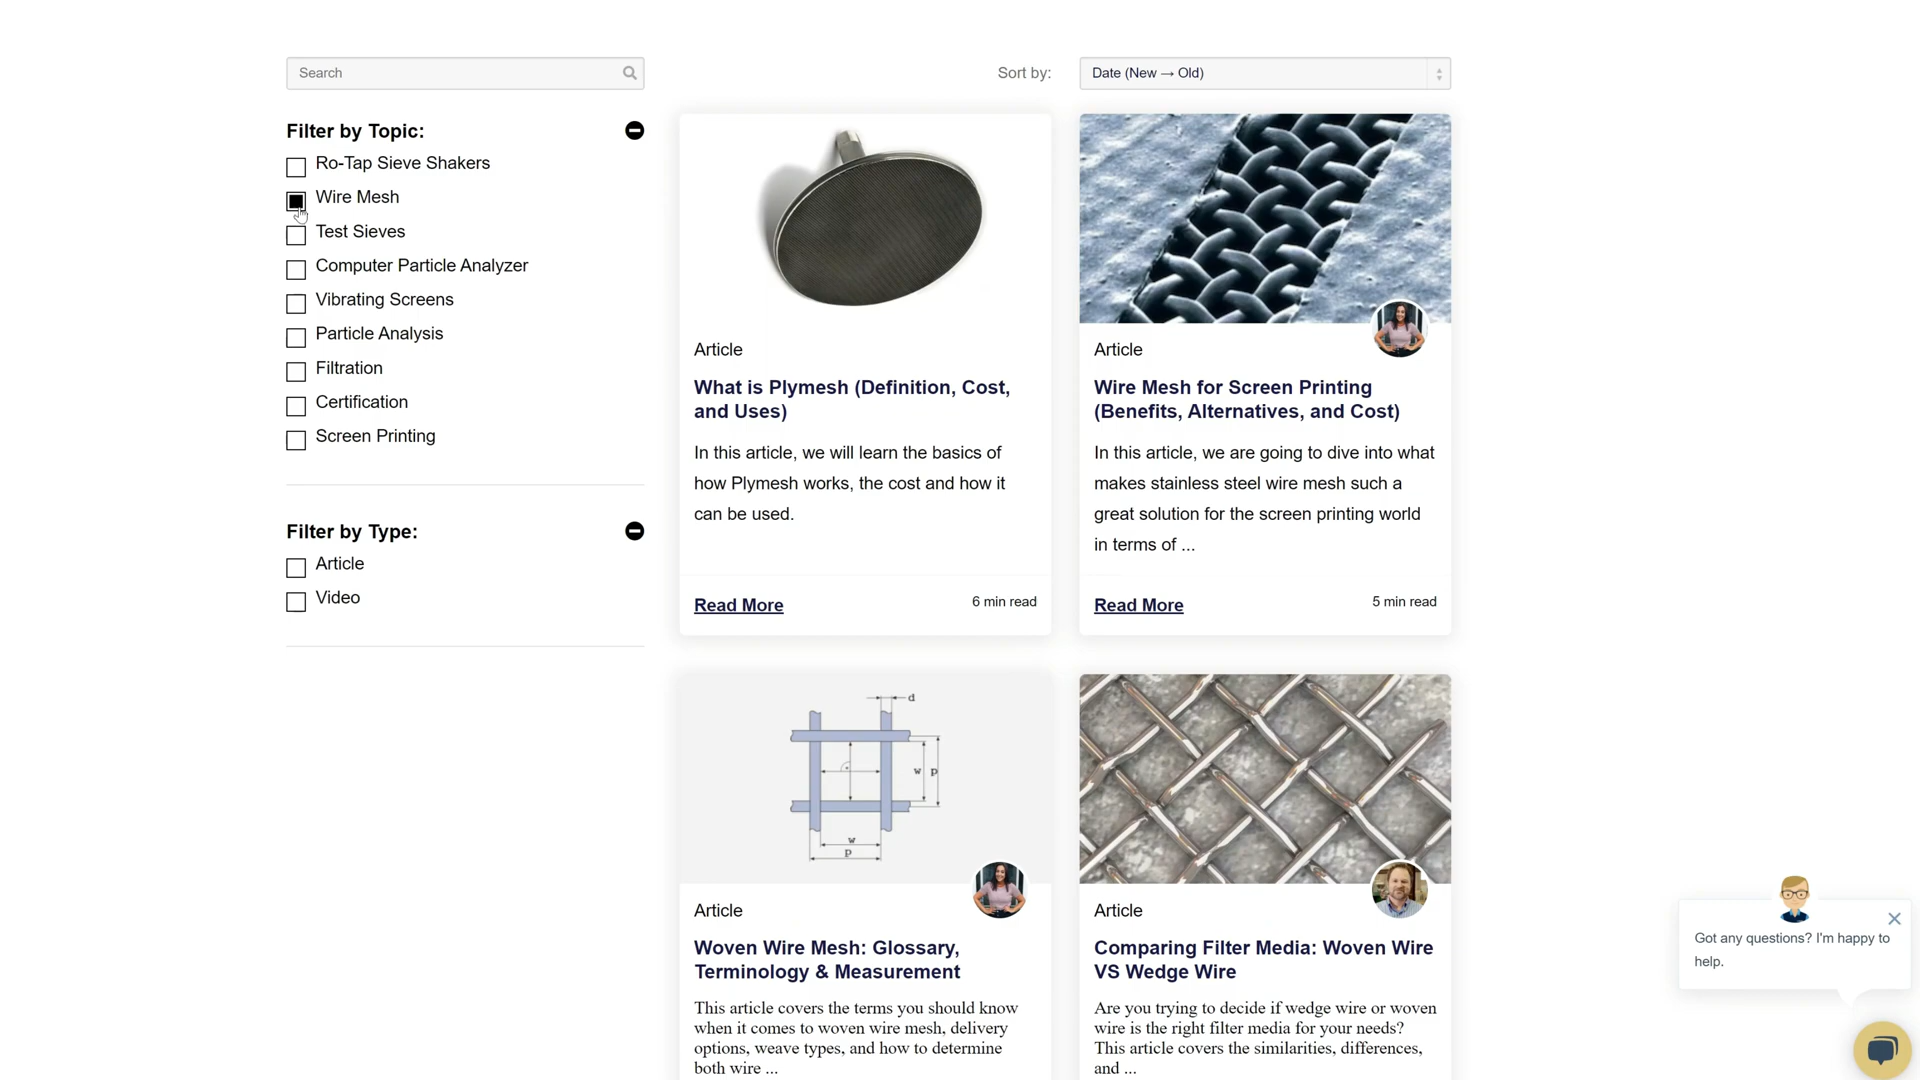 Search
Sort by:
Date (New → Old)
Filter by Topic:
Ro-Tap Sieve Shakers
Wire Mesh
Test Sieves
Computer Particle Analyzer
Vibrating Screens
Particle Analysis
Filtration
Certification
Screen Printing
Filter by Type:
Article
Video
Article
What is Plymesh (Definition, Cost,
and Uses)
In this article, we will learn the basics of
how Plymesh works, the cost and how it
can be used.
Read More
6 min read
Article
Wire Mesh for Screen Printing
(Benefits, Alternatives, and Cost)
In this article, we are going to dive into what
makes stainless steel wire mesh such a
great solution for the screen printing world
in terms of ...
Read More
5 min read
d
w p
w
p
Article
Woven Wire Mesh: Glossary,
Terminology & Measurement
This article covers the terms you should know
when it comes to woven wire mesh, delivery
options, weave types, and how to determine
both wire ...
Article
Comparing Filter Media: Woven Wire
VS Wedge Wire
Are you trying to decide if wedge wire or woven
wire is the right filter media for your needs?
This article covers the similarities, differences,
and ...
Got any questions? I'm happy to
help.